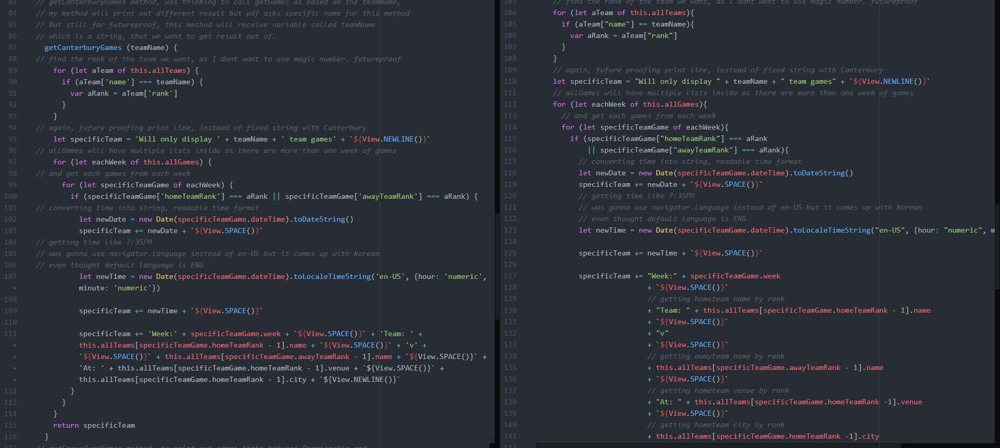 83 // getCanterburyGames method, was thinking to call getGames as based on the teamName,
84 // my method will print out different result but pdf asks specific name for this method
85 // But still for futureproof, this method will receive variable called teamName
86 // which is a string, that we want to get result out of.
87 getCanterburyGames (teamName) {
88 // find the rank of the team we want, as I dont want to use magic number. futureproof
89 for (let aTeam of this.allTeams) {
90 if (aTeam['name'] === teamName) {
91 var aRank = aTeam['rank']
92 }
93 }
94 // again, fufure proofing print line, instead of fixed string with Canterbury
95 let specificTeam = 'Will only display ' + teamName + ' team games' + `${View.NEWLINE()}`
96 // allGames will have multiple lists inside as there are more than one week of games
97 for (let eachWeek of this.allGames) {
98 // and get each games from each week
99 for (let specificTeamGame of eachWeek) {
100 if (specificTeamGame['homeTeamRank'] === aRank || specificTeamGame['awayTeamRank'] === aRank) {
101 // converting time into string, readable time format
102 let newDate = new Date(specificTeamGame.dateTime).toDateString()
103 specificTeam += newDate + `${View.SPACE()}`
104 // getting time like 7:35PM
105 // was gonna use navigator.language instead of en-US but it comes up with korean
106 // even thought default language is ENG
107 let newTime = new Date(specificTeamGame.dateTime).toLocaleTimeString('en-US', {hour: 'numeric',
• minute: 'numeric'})
108
109 specificTeam += newTime + `${View.SPACE()}`
110
111 specificTeam += 'Week:' + specificTeamGame.week + `${View.SPACE()}` + 'Team: ' +
• this.allTeams[specificTeamGame.homeTeamRank - 1].name + `${View.SPACE()}` + 'v' +
• `${View.SPACE()}` + this.allTeams[specificTeamGame.awayTeamRank - 1].name + `${View.SPACE()}` +
• 'At: ' + this.allTeams[specificTeamGame.homeTeamRank - 1].venue + `${View.SPACE()}` +
• this.allTeams[specificTeamGame.homeTeamRank - 1].city + `${View.NEWLINE()}`
112 }
113 }
114 }
115 return specificTeam
116 }
117 // getCrossOverGames method, to print out games thats between Premiership and
103 // find the rank of the team we want, as I dont want to use magic number. futureproof
104 for (let aTeam of this.allTeams){
105 if (aTeam["name"] == teamName){
106 var aRank = aTeam["rank"]
107 }
108 }
109 // again, fufure proofing print line, instead of fixed string with Canterbury
110 let specificTeam = "Will only display " + teamName + " team games" + `${View.NEWLINE()}`
111 // allGames will have multiple lists inside as there are more than one week of games
112 for (let eachWeek of this.allGames){
113 // and get each games from each week
114 for (let specificTeamGame of eachWeek){
115 if (specificTeamGame["homeTeamRank"] === aRank
116 || specificTeamGame["awayTeamRank"] === aRank){
117 // converting time into string, readable time format
118 let newDate = new Date(specificTeamGame.dateTime).toDateString()
119 specificTeam += newDate + `${View.SPACE()}`
120 // getting time like 7:35PM
121 // was gonna use navigator.language instead of en-US but it comes up with korean
122 // even thought default language is ENG
123 let newTime = new Date(specificTeamGame.dateTime).toLocaleTimeString("en-US", {hour: "numeric", m
124
125 specificTeam += newTime + `${View.SPACE()}`
126
127 specificTeam += "Week:" + specificTeamGame.week
128 + `${View.SPACE()}`
129 // getting hometeam name by rank
130 + "Team: " + this.allTeams[specificTeamGame.homeTeamRank - 1].name
131 + `${View.SPACE()}`
132 + "v"
133 + `${View.SPACE()}`
134 // getting awayteam name by rank
135 + this.allTeams[specificTeamGame.awayTeamRank - 1].name
136 + `${View.SPACE()}`
137 // getting hometeam venue by rank
138 + "At: " + this.allTeams[specificTeamGame.homeTeamRank -1].venue
139 + `${View.SPACE()}`
140 // getting hometeam city by rank
141 + this.allTeams[specificTeamGame.homeTeamRank -1].city
142